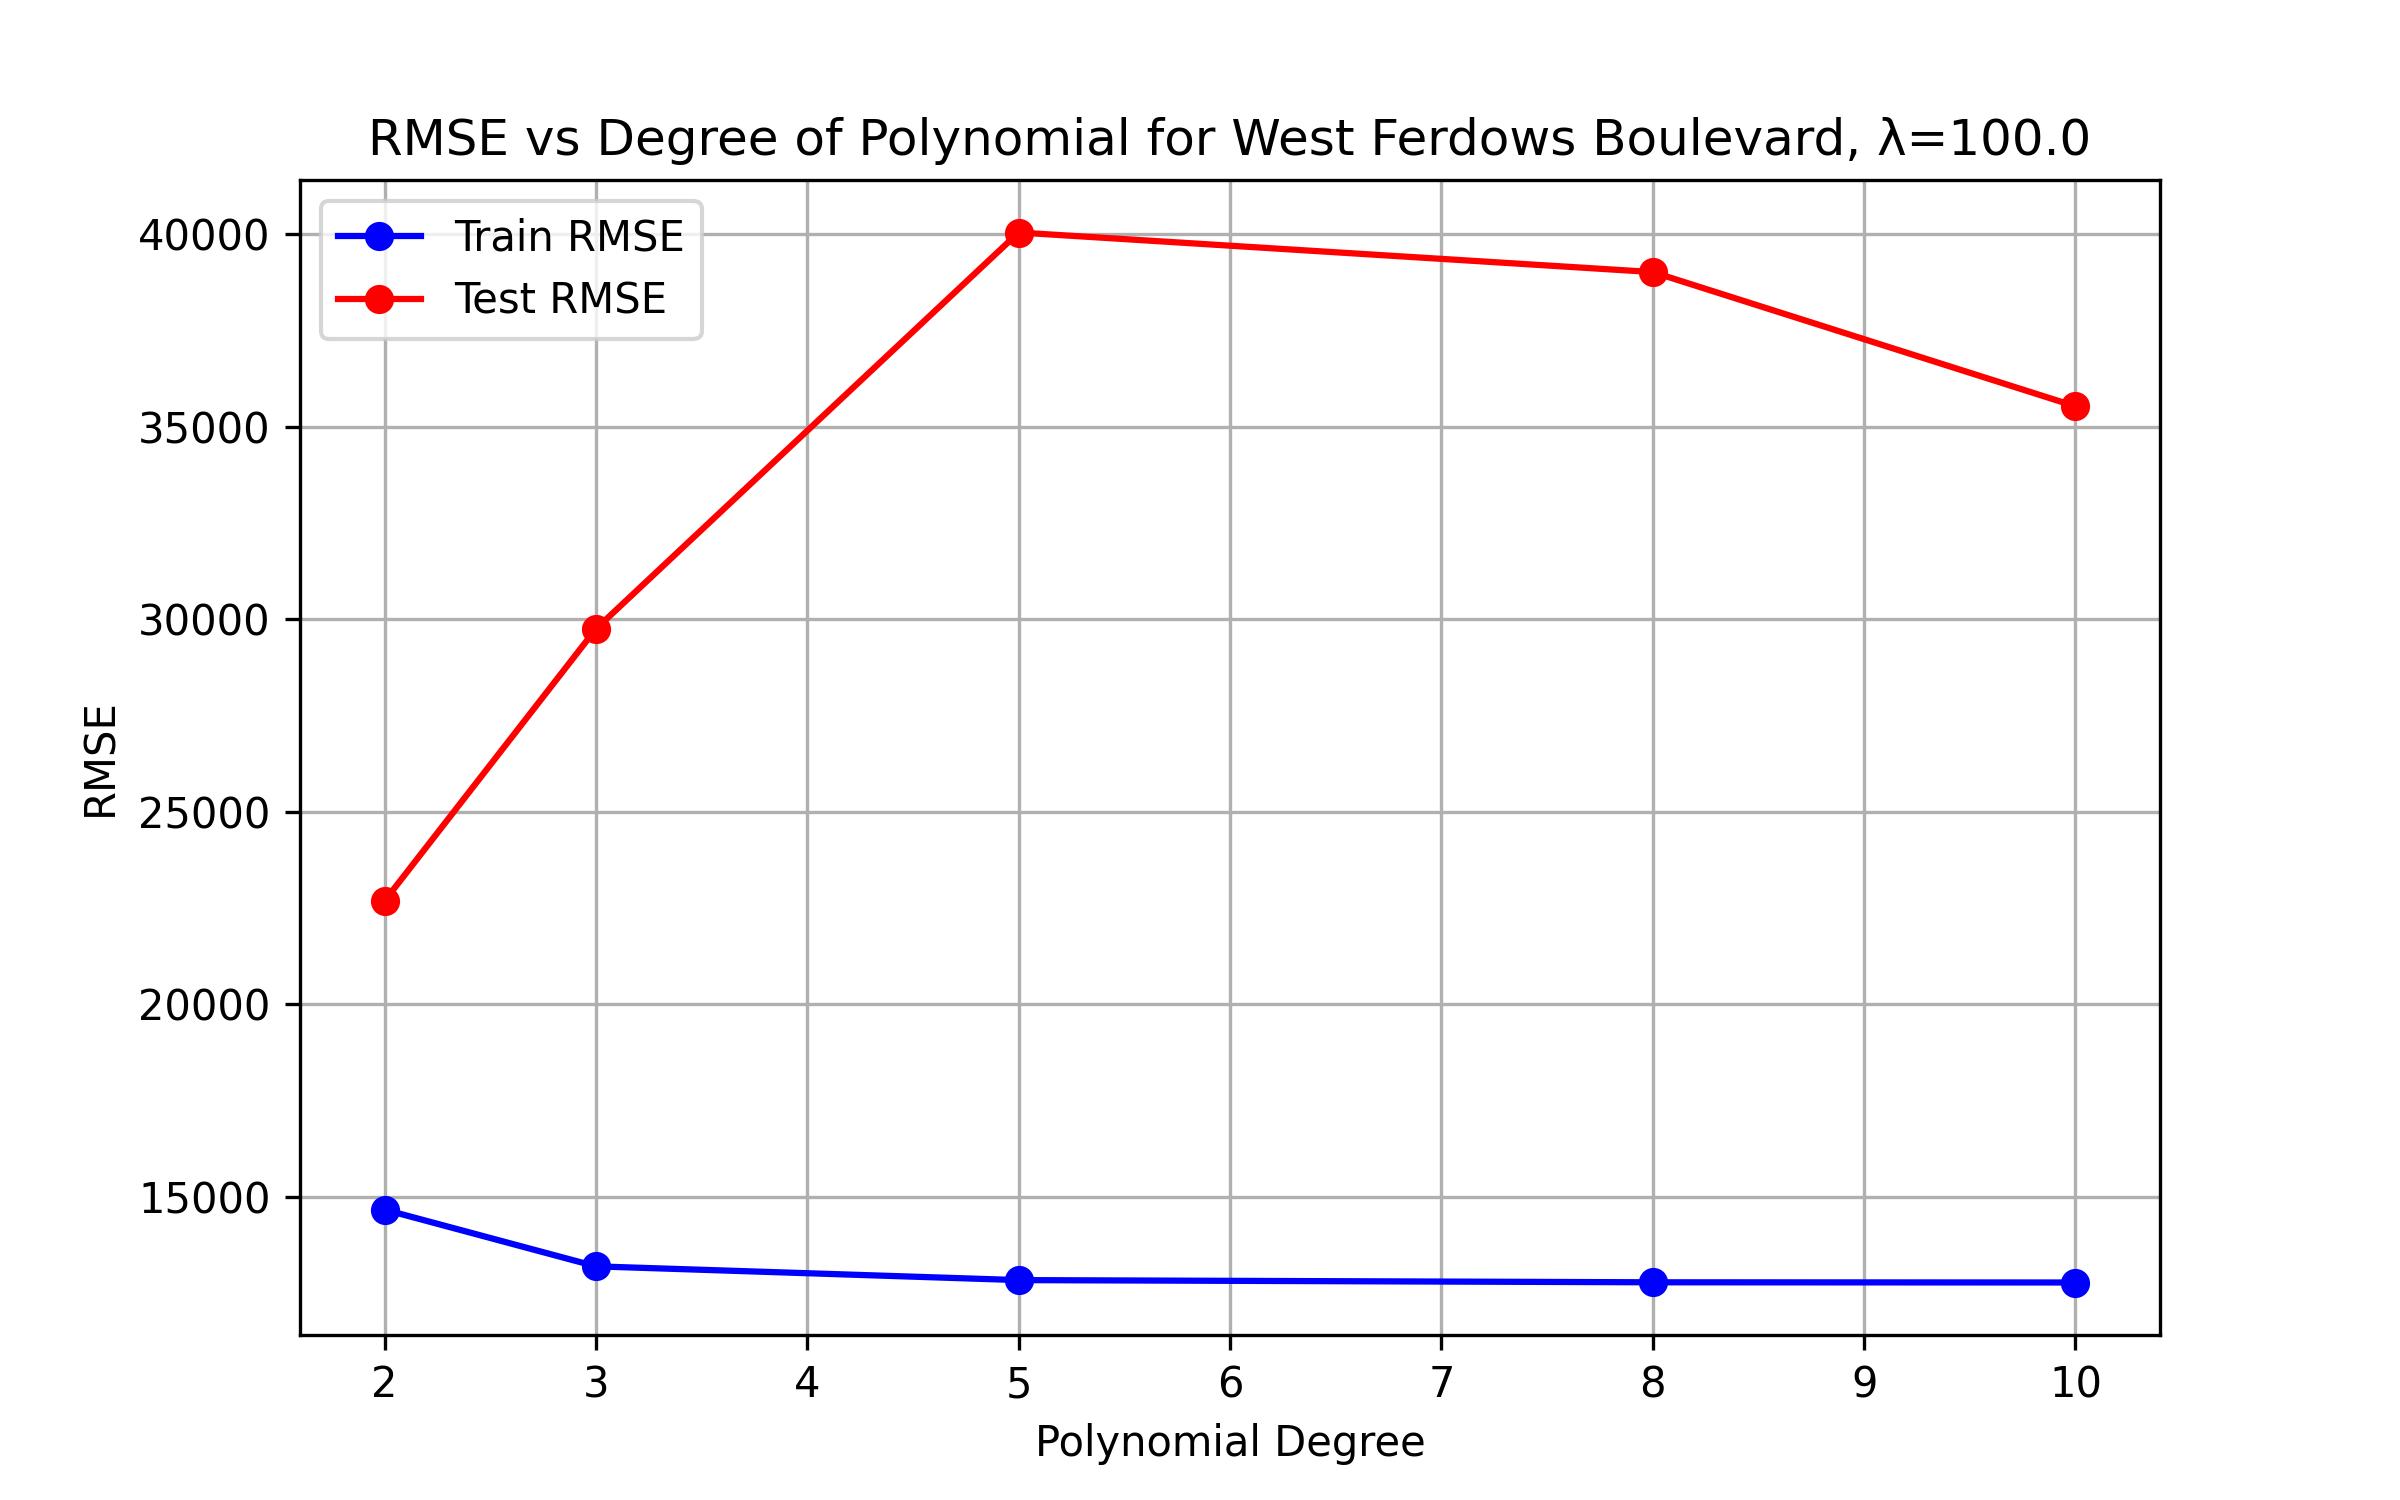 RMSE vs Degree of Polynomial for West Ferdows Boulevard, λ=100.0
Train RMSE
Test RMSE
40000
35000
30000
25000
20000
15000
RMSE
2 3 4 5 6 7 8 9 10
Polynomial Degree